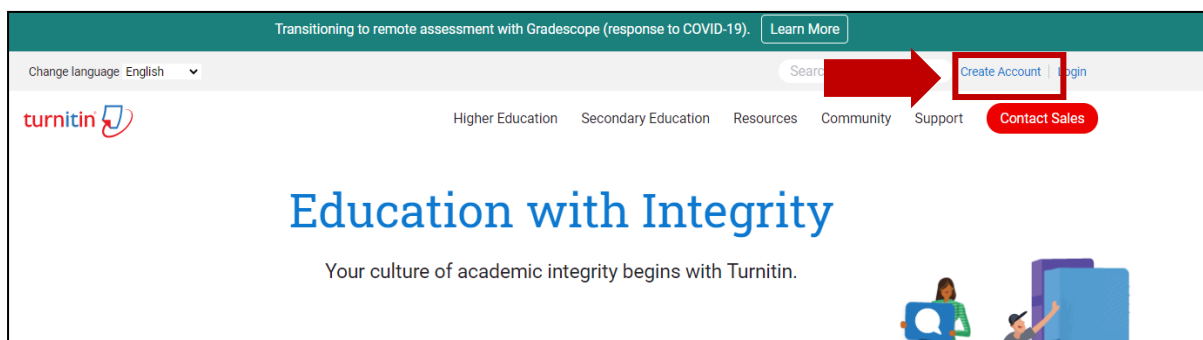 Transitioning to remote assessment with Gradescope (response to COVID-19). Learn More
Change language English Create Account
turnitin Higher Education Secondary Education Resources Community Support Contact Sales
Education with Integrity
Your culture of academic integrity begins with Turnitin.